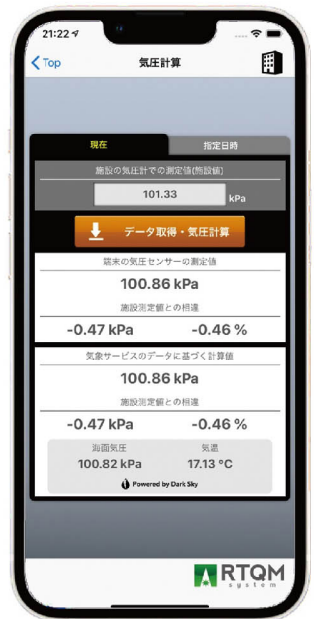 21:22
Top
気圧計算
現在
指定日時
施設の気圧計での測定値(施設値)
101.33
kPa
データ取得・気圧計算
端末の気圧センサーの測定値
100.86 kPa
施設測定値との相違
-0.47 kPa
-0.46 %
気象サービスのデータに基づく計算値
100.86 kPa
施設測定値との相違
-0.47 kPa
-0.46 %
海面気圧
気温
100.82 kPa
17.13 °C
Powered by Dark Sky
RTQM
system